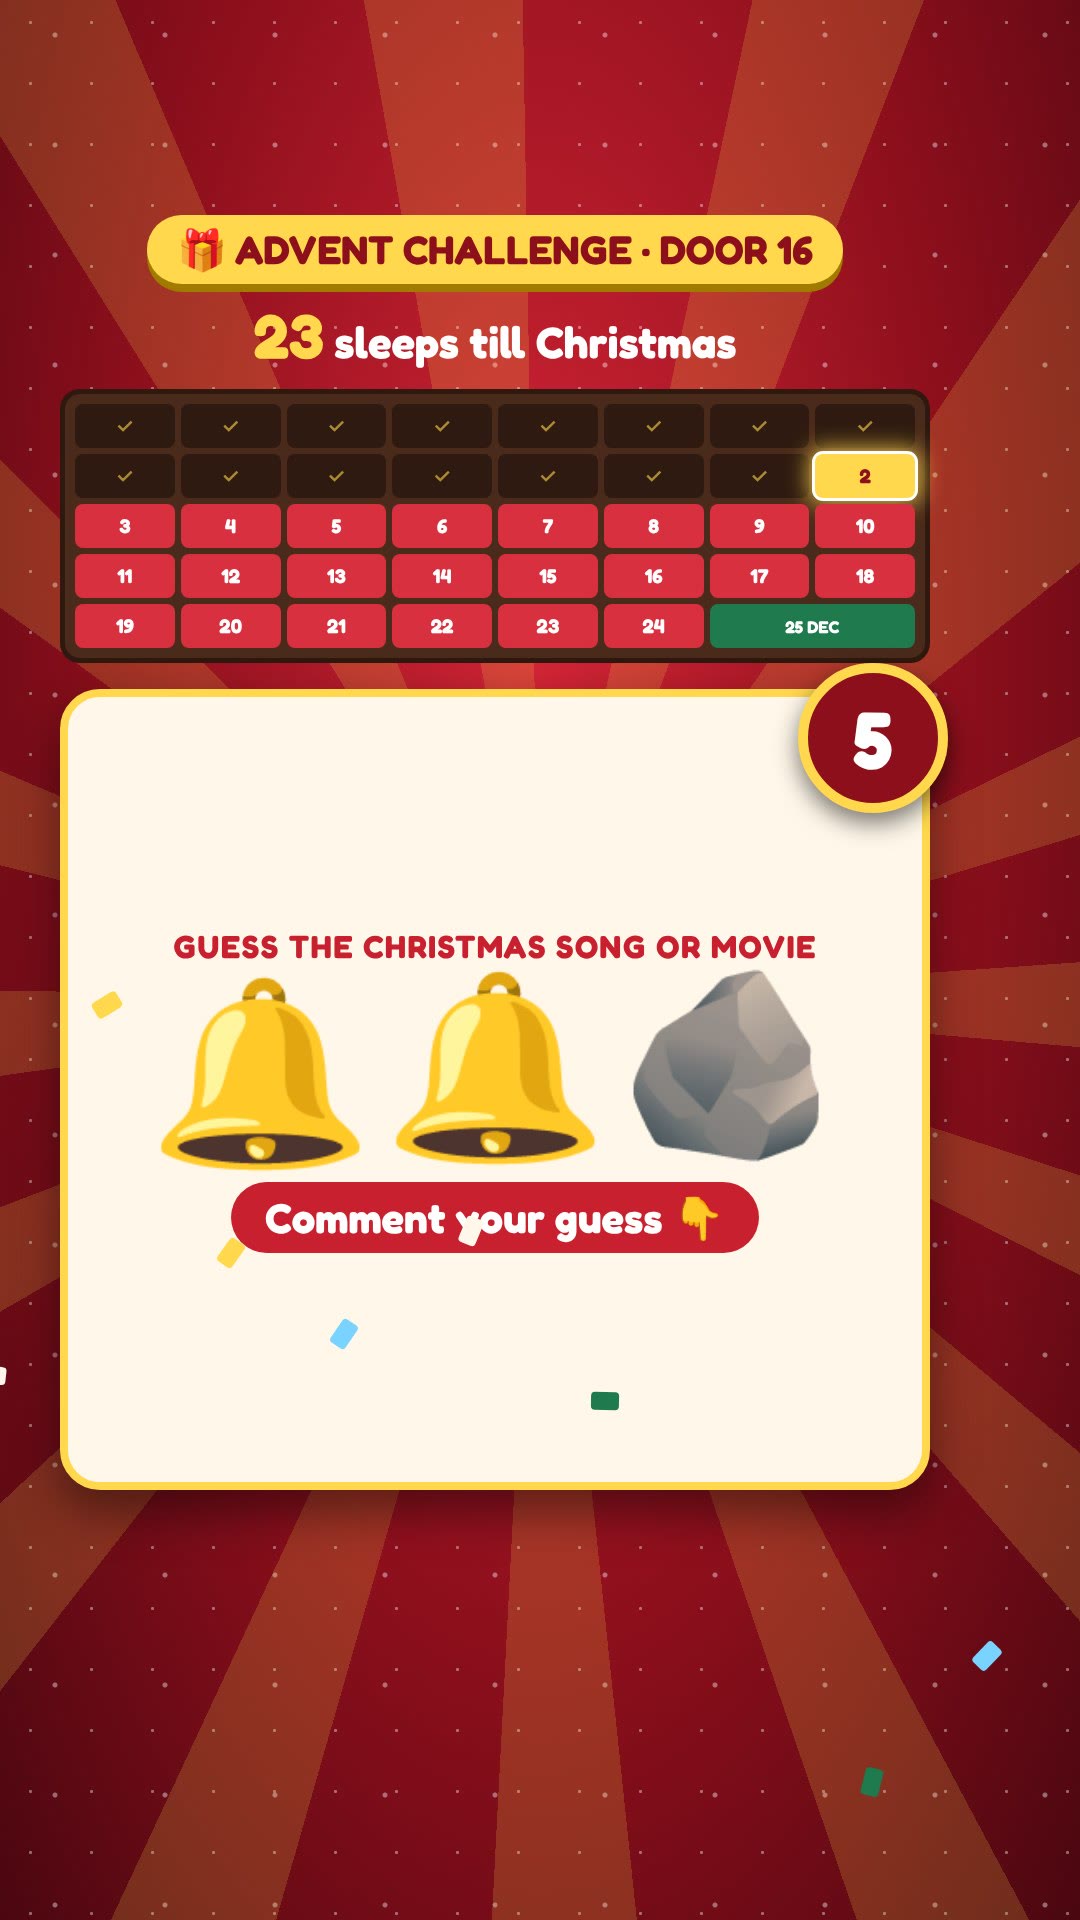 ADVENT CHALLENGE · DOOR 16
23 sleeps till Christmas
2
3 4 5 6 7 8 9 10
11 12 13 14 15 16 17 18
19 20 21 22 23 24 25 DEC
5
GUESS THE CHRISTMAS SONG OR MOVIE
Comment your guess